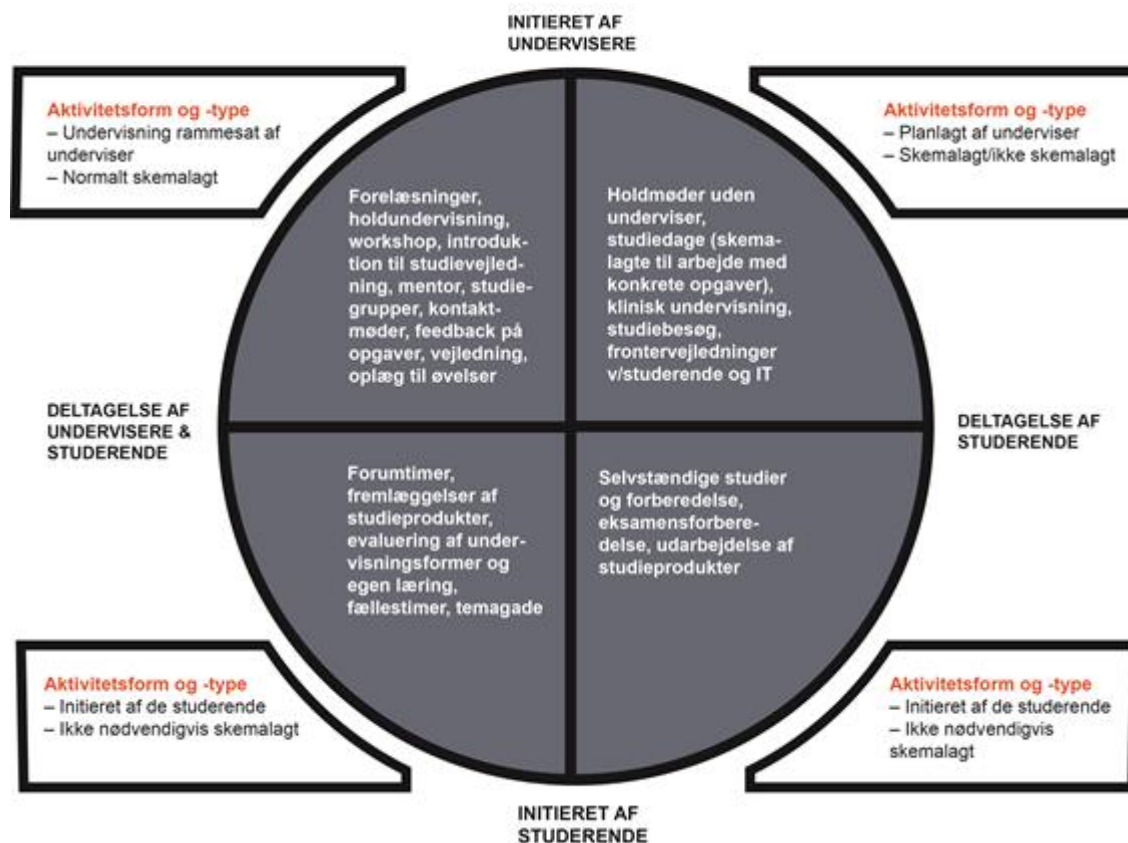 INITIERET AF
UNDERVISERE
Aktivitetsform og -type
– Undervisning rammesat af
underviser
– Normalt skemalagt
Aktivitetsform og -type
– Planlagt af underviser
– Skemalagt/ikke skemalagt
Forelæsninger,
holdundervisning,
workshop, introduk-
tion til studievejled-
ning, mentor, studie-
grupper, kontakt-
møder, feedback på
opgaver, vejledning,
oplæg til øvelser
Holdmøder uden
underviser,
studiedage (skema-
lagte til arbejde med
konkrete opgaver),
klinisk undervisning,
studiebesøg,
frontervejledninger
v/studerende og IT
DELTAGELSE AF
UNDERVISERE &
STUDERENDE
DELTAGELSE AF
STUDERENDE
Forumtimer,
fremlæggelser af
studieprodukter,
evaluering af under-
visningsformer og
egen læring,
fællestimer, temagade
Selvstændige studier
og forberedelse,
eksamensforbere-
delse, udarbejdelse af
studieprodukter
Aktivitetsform og -type
– Initieret af de studerende
– Ikke nødvendigvis skemalagt
Aktivitetsform og -type
– Initieret af de studerende
– Ikke nødvendigvis
skemalagt
INITIERET AF
STUDERENDE